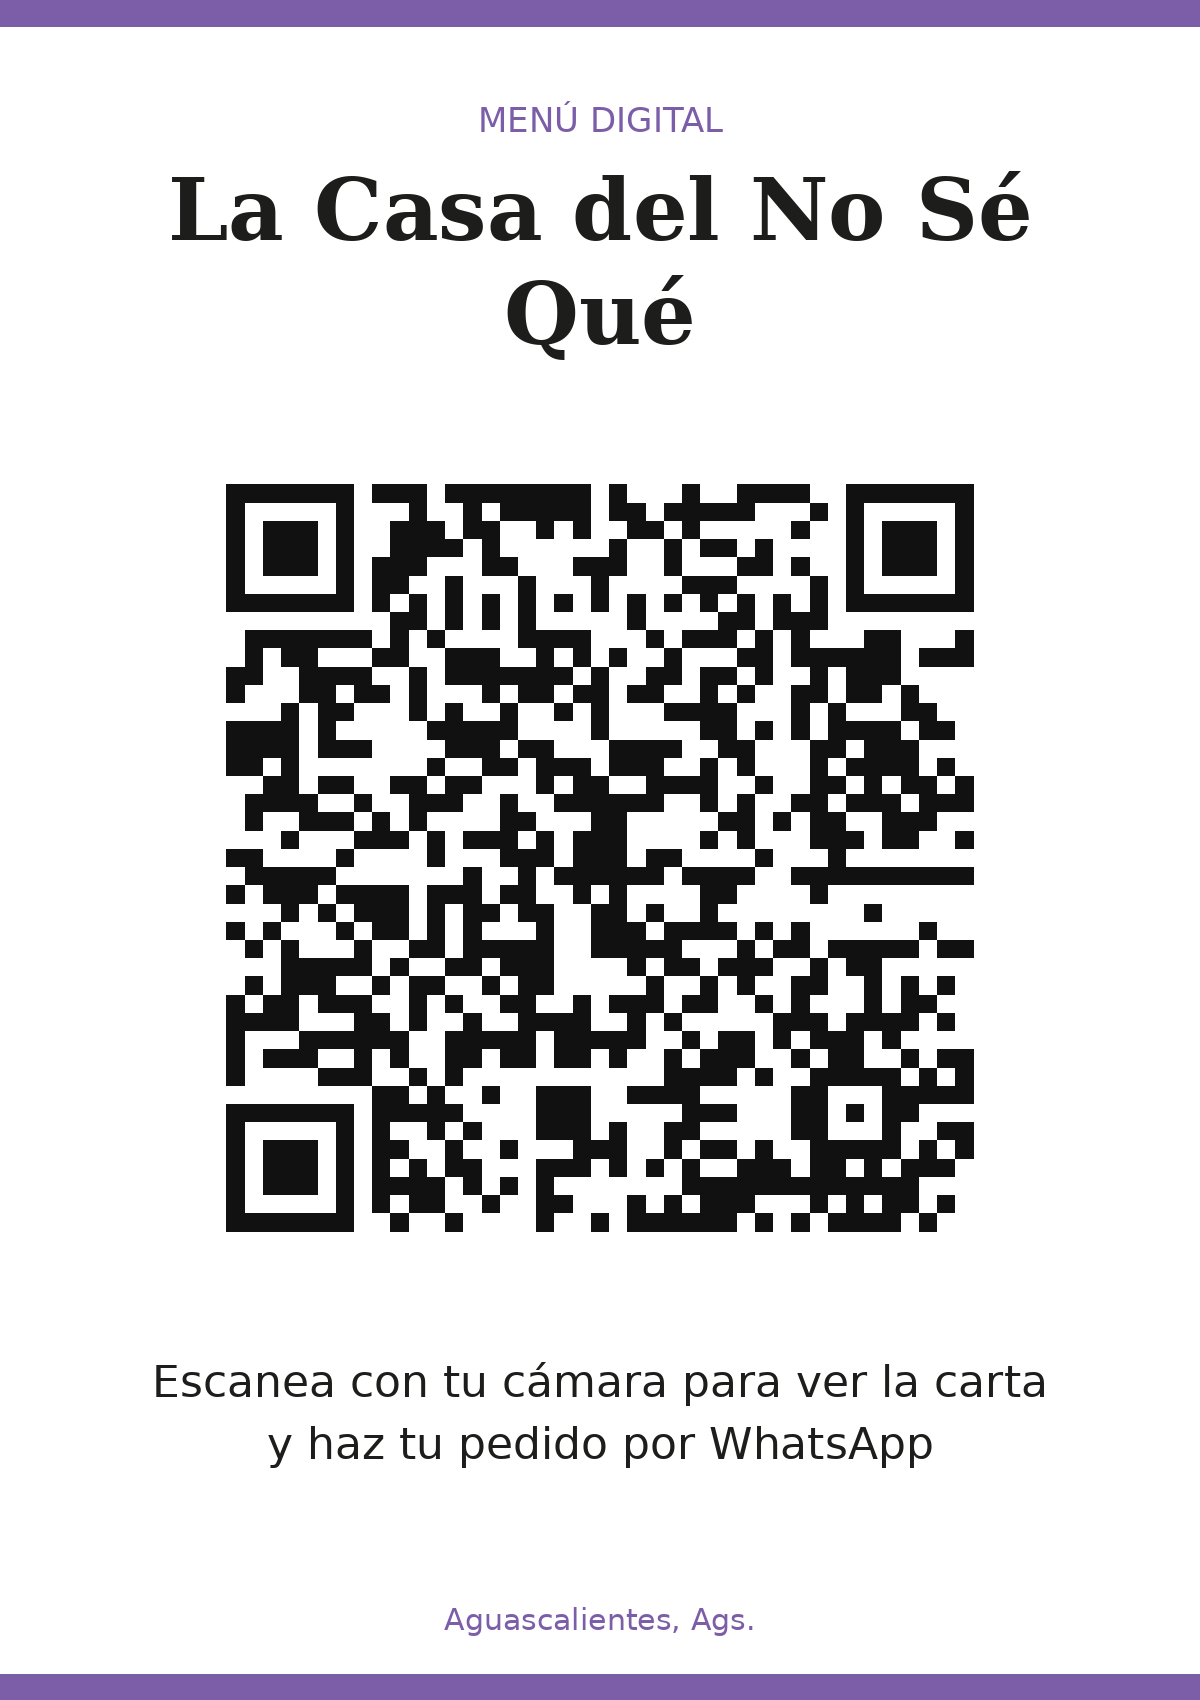 MENÚ DIGITAL
La Casa del No Sé
Qué
Escanea con tu cámara para ver la carta
y haz tu pedido por WhatsApp
Aguascalientes, Ags.